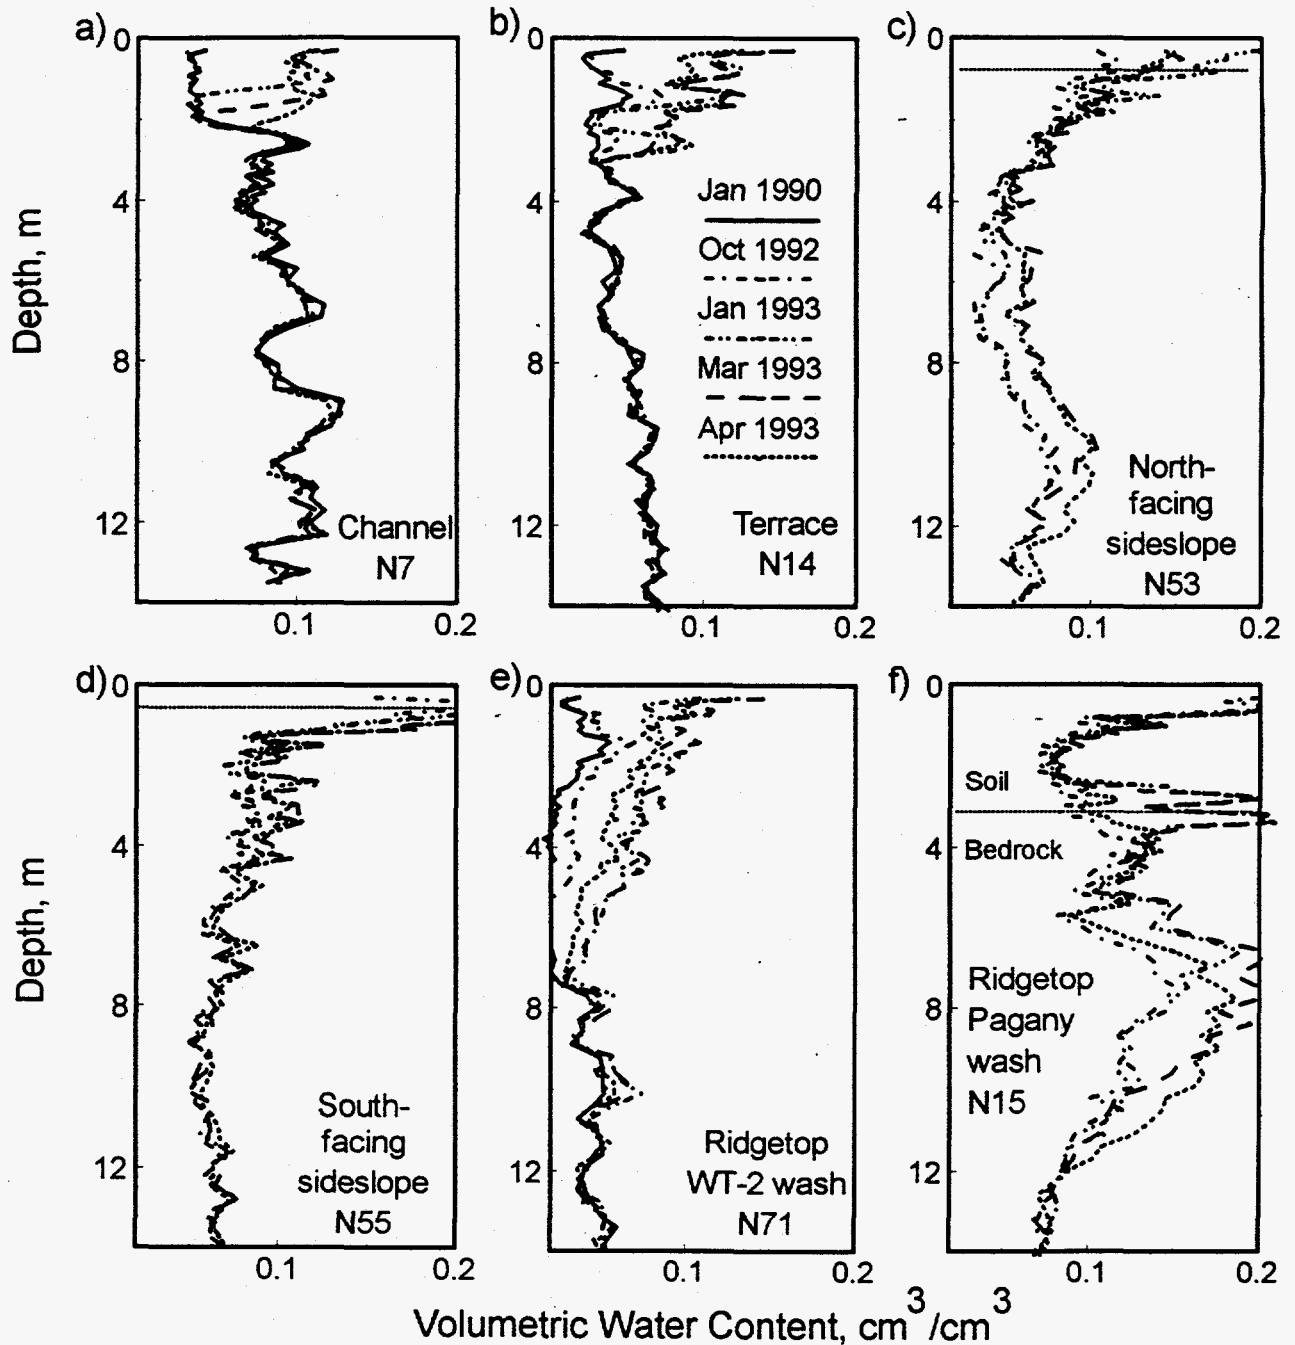 a)
0
4
8
12
0.1
0.2
Channel
N7
b)
0
4
8
12
0.1
0.2
Jan 1990
Oct 1992
Jan 1993
Mar 1993
Apr 1993
Terrace
N14
c)
0
4
8
12
0.1
0.2
North-
facing
sideslope
N53
Depth, m
d)
0
4
8
12
0.1
0.2
South-
facing
sideslope
N55
e)
0
4
8
12
0.1
0.2
Ridgetop
WT-2 wash
N71
f)
0
4
8
12
0.1
0.2
Soil
Bedrock
Ridgetop
Pagany
wash
N15
Depth, m
Volumetric Water Content, cm³/cm³